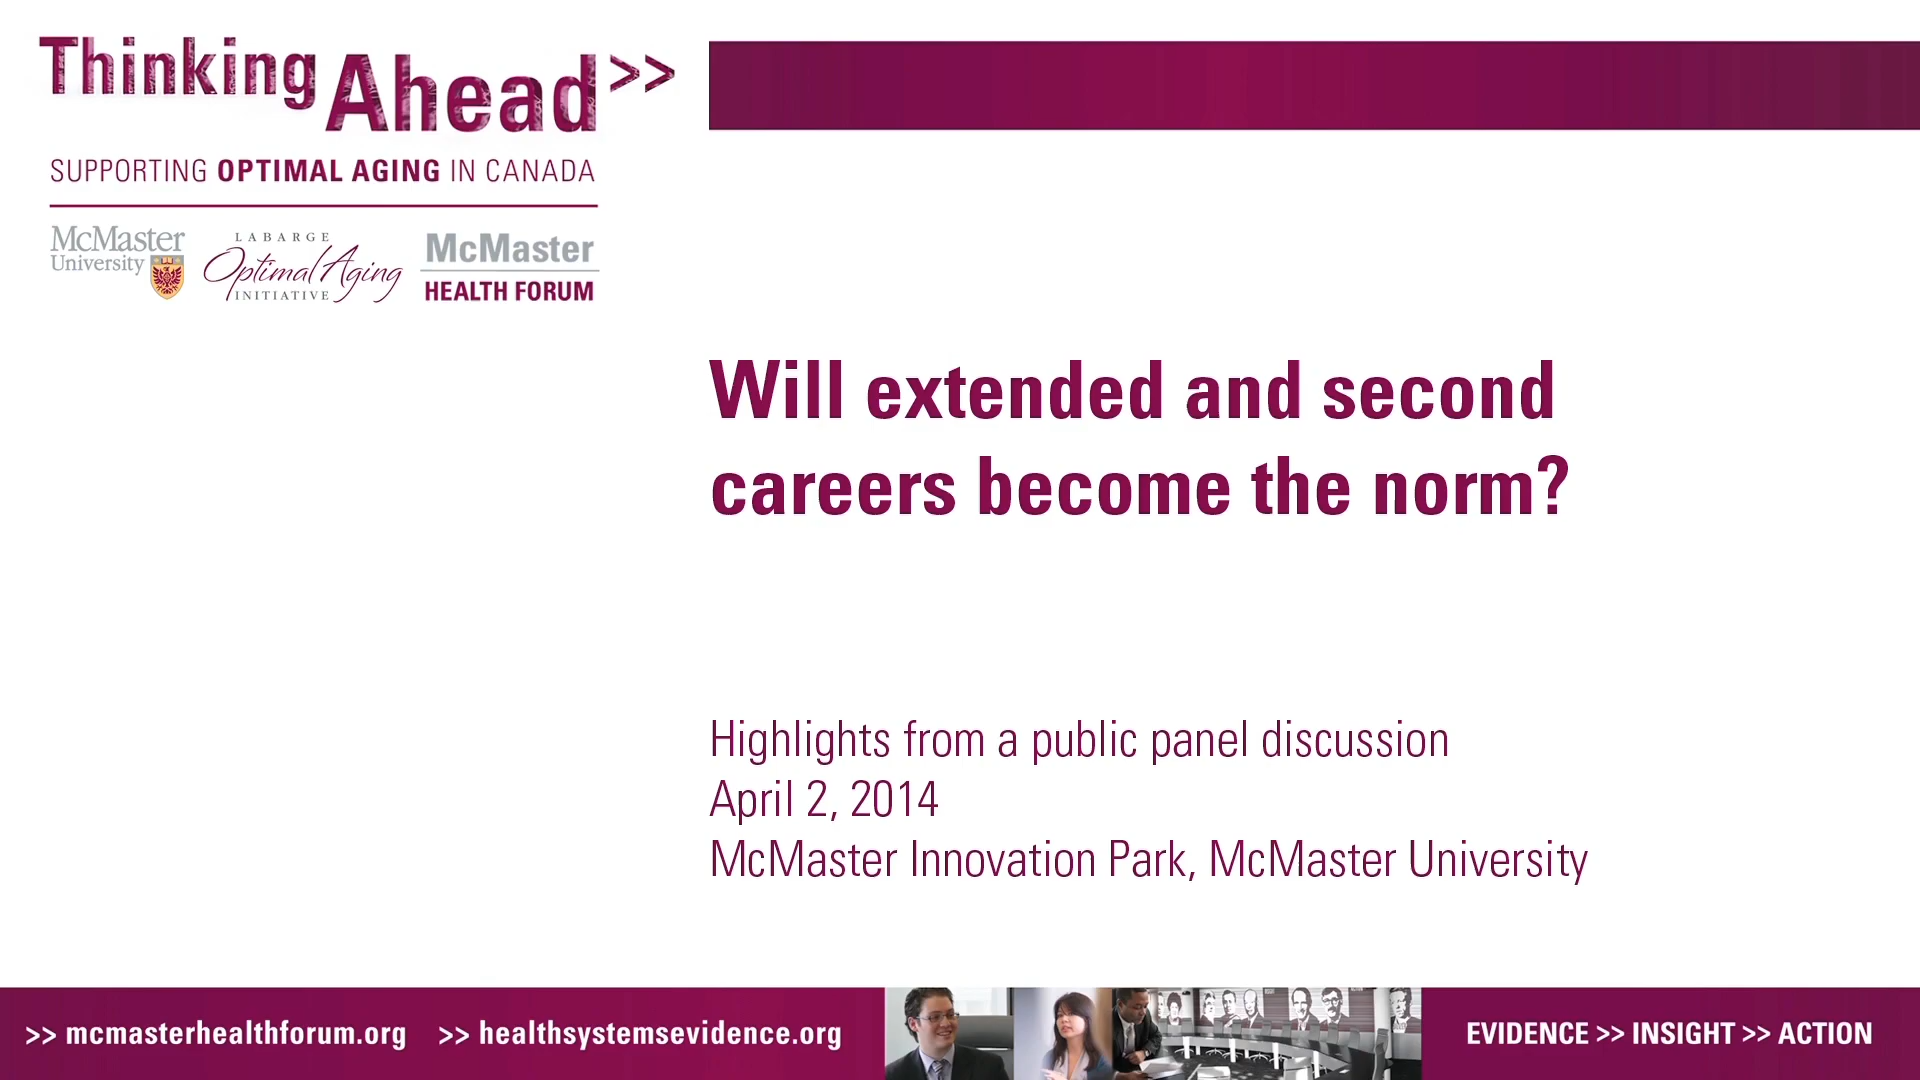 Thinking Ahead >>
SUPPORTING OPTIMAL AGING IN CANADA
McMaster
University
LABARGE
Optimal Aging
INITIATIVE
McMaster
HEALTH FORUM
Will extended and second
careers become the norm?
Highlights from a public panel discussion
April 2, 2014
McMaster Innovation Park, McMaster University
>> mcmasterhealthforum.org >> healthsystemsevidence.org
EVIDENCE >> INSIGHT >> ACTION